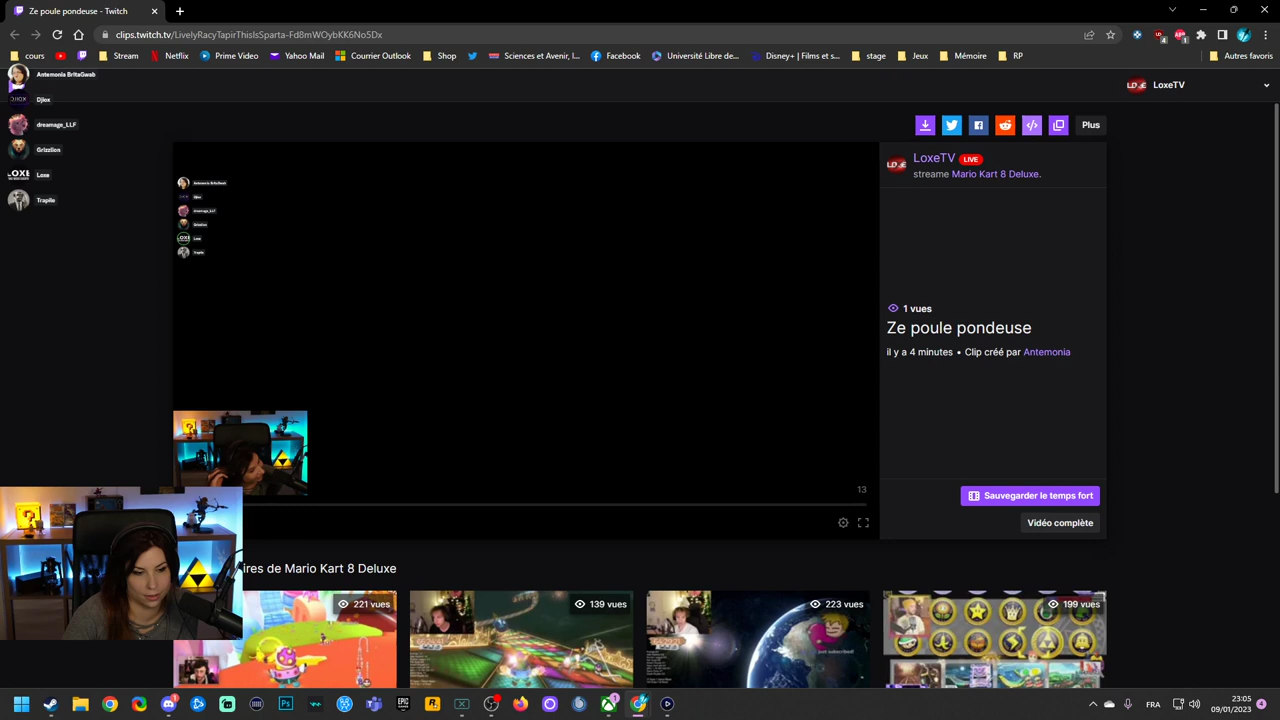 Ze poule pondeuse - Twitch
clips.twitch.tv/LivelyRacyTapirThisIsSparta-Fd8mWOybKK6No5Dx
cours
Stream
Netflix
Prime Video
Yahoo Mail
Courrier Outlook
Shop
Sciences et Avenir, l...
Facebook
Université Libre de...
Disney+ | Films et s...
stage
Jeux
Mémoire
RP
Autres favoris
Antemonia BritaGwab
LoxeTV
Djiox
dreamage_LLF
Plus
Grizzlion
LOXE
Loxe
Trapile
LoxeTV LIVE
streame Mario Kart 8 Deluxe.
1 vues
Ze poule pondeuse
il y a 4 minutes • Clip créé par Antemonia
13
Sauvegarder le temps fort
Vidéo complète
ires de Mario Kart 8 Deluxe
221 vues
139 vues
223 vues
199 vues
just subscribed!
FRA
23:05
09/01/2023